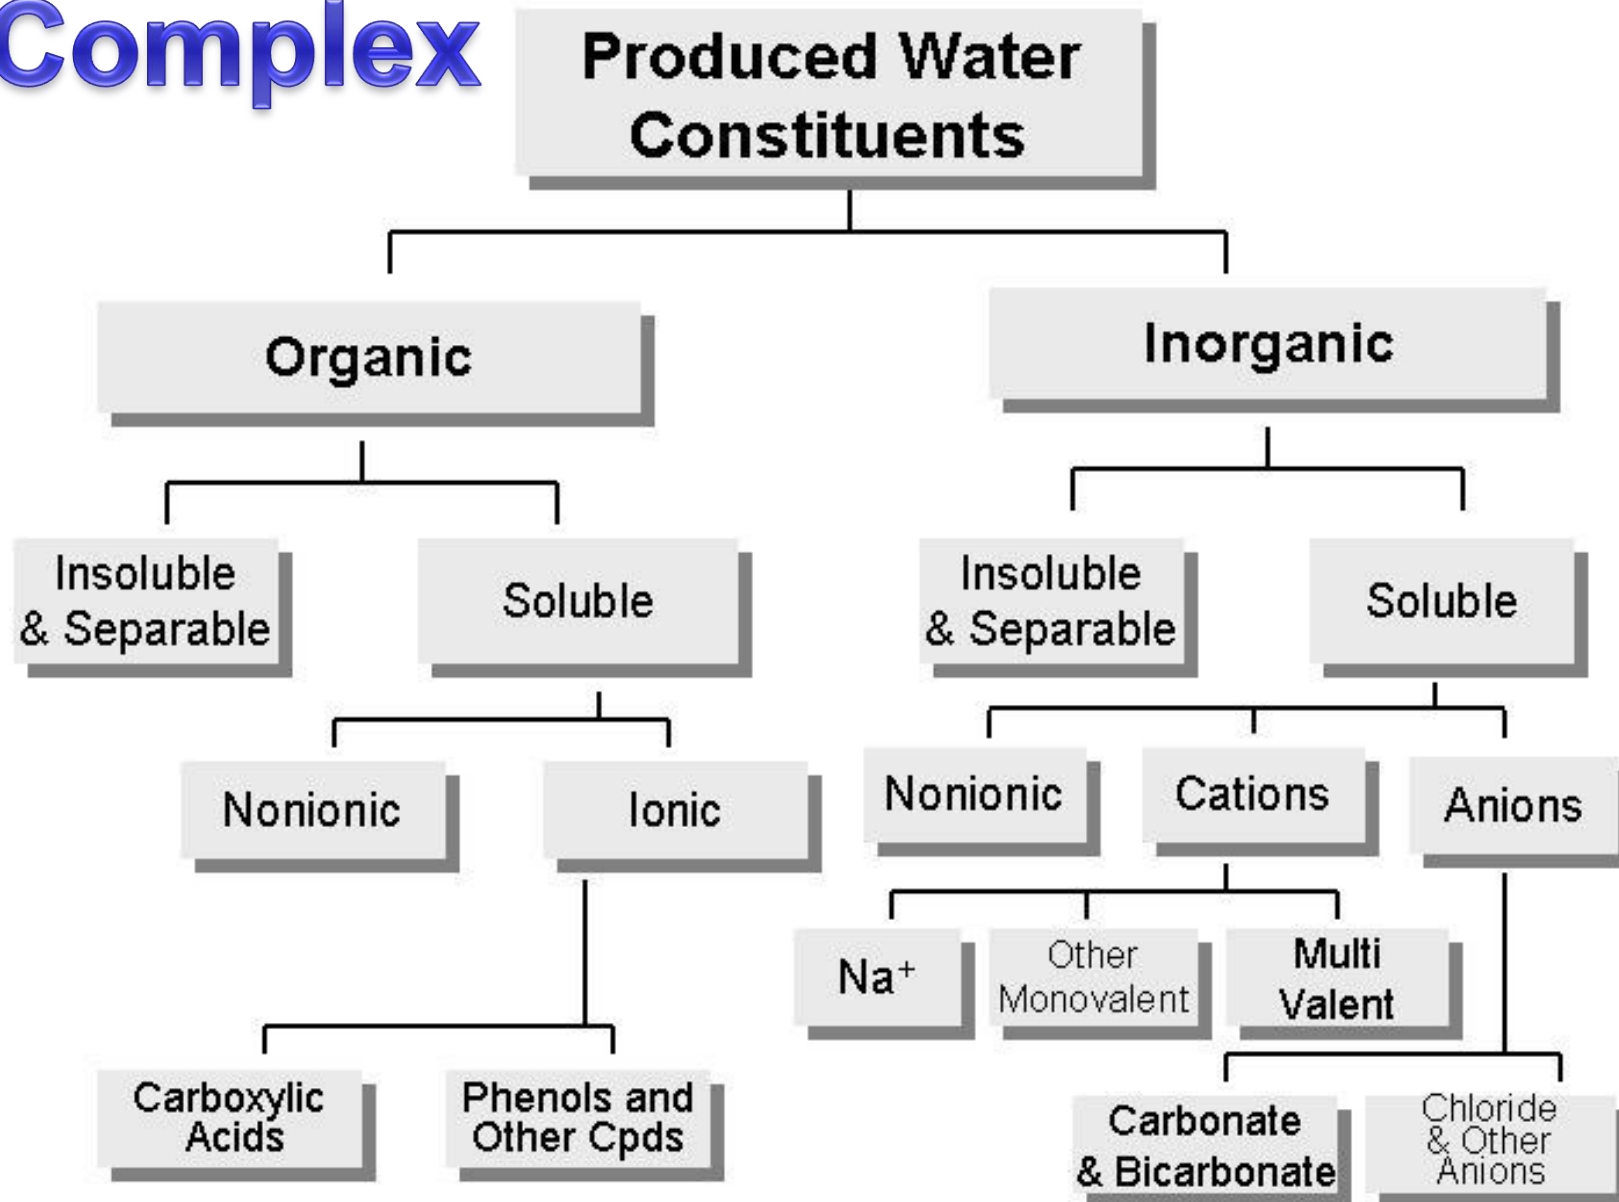 Complex
Produced Water
Constituents
Organic
Inorganic
Insoluble
& Separable
Soluble
Insoluble
& Separable
Soluble
Nonionic
Ionic
Nonionic
Cations
Anions
Na⁺
Other
Monovalent
Multi
Valent
Carboxylic
Acids
Phenols and
Other Cpds
Carbonate
& Bicarbonate
Chloride
& Other
Anions